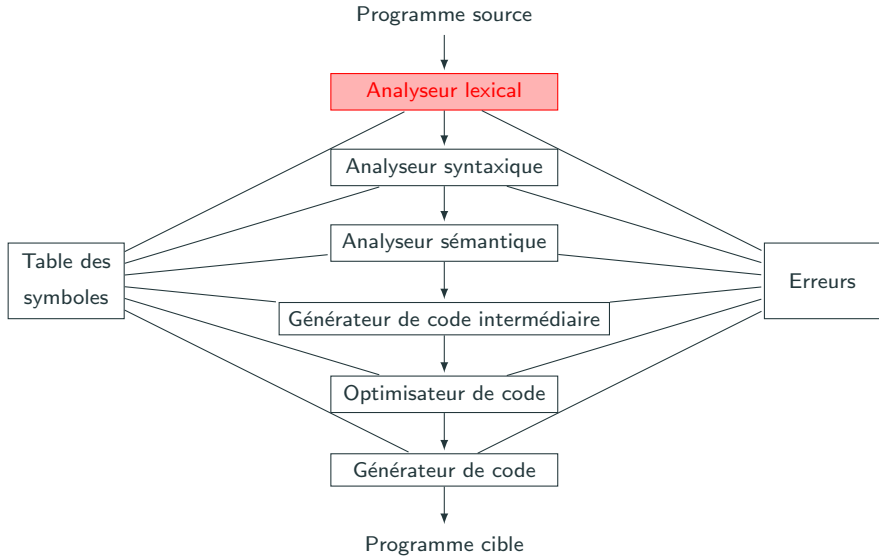 Programme source
Analyseur lexical
Analyseur syntaxique
Analyseur sémantique
Table des
symboles
Erreurs
Générateur de code intermédiaire
Optimisateur de code
Générateur de code
Programme cible